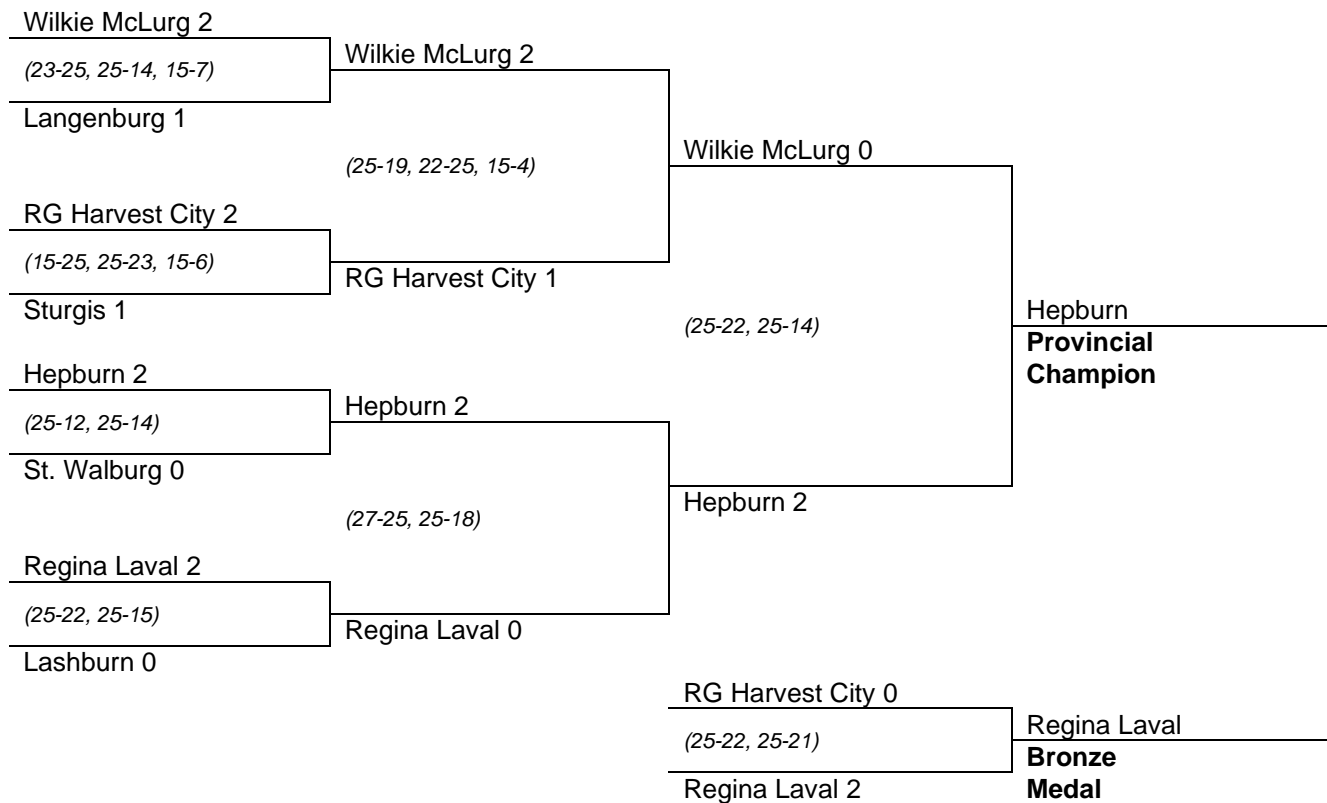 Wilkie McLurg 2
(23-25, 25-14, 15-7)
Langenburg 1
RG Harvest City 2
(15-25, 25-23, 15-6)
Sturgis 1
Hepburn 2
(25-12, 25-14)
St. Walburg 0
Regina Laval 2
(25-22, 25-15)
Lashburn 0
Wilkie McLurg 2
(25-19, 22-25, 15-4)
RG Harvest City 1
Hepburn 2
(27-25, 25-18)
Regina Laval 0
Wilkie McLurg 0
(25-22, 25-14)
Hepburn 2
Hepburn
Provincial
Champion
RG Harvest City 0
(25-22, 25-21)
Regina Laval 2
Regina Laval
Bronze
Medal